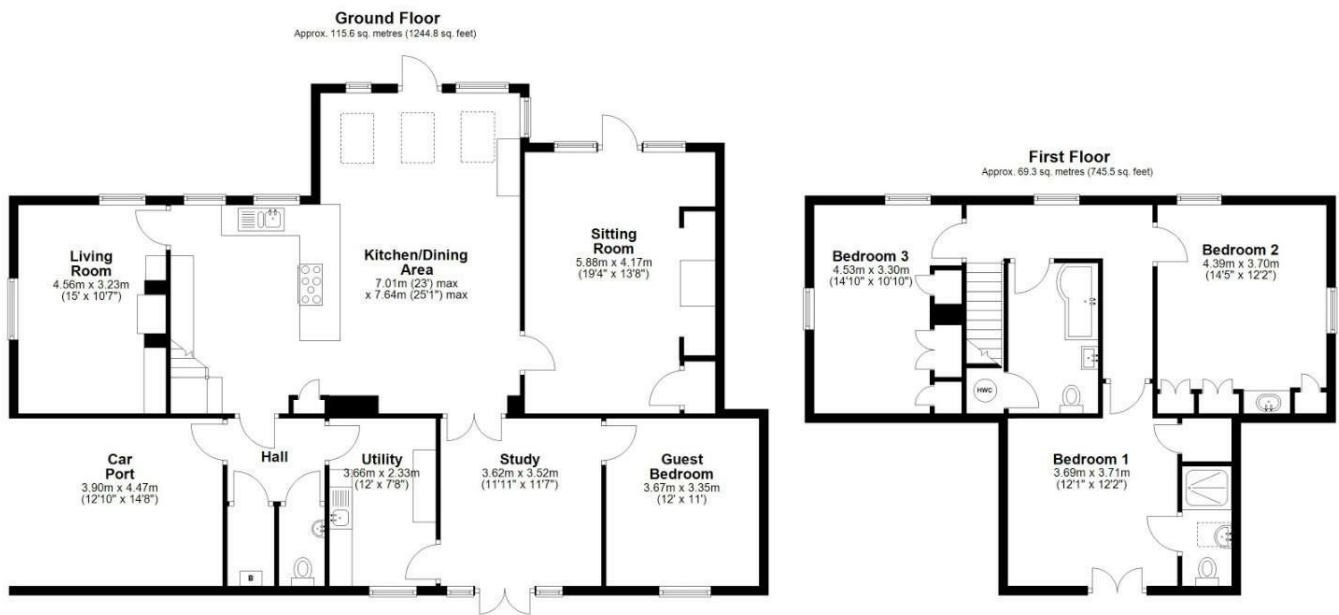 Ground Floor
Approx. 115.6 sq. metres (1244.8 sq. feet)
Living
Room
4.56m x 3.23m
(15' x 10'7")
Kitchen/Dining
Area
7.01m (23') max
x 7.64m (25'1") max
Sitting
Room
5.88m x 4.17m
(19'4" x 13'8")
Car
Port
3.90m x 4.47m
(12'10" x 14'8")
Hall
Utility
3.66m x 2.33m
(12' x 7'8")
Study
3.62m x 3.52m
(11'11" x 11'7")
Guest
Bedroom
3.67m x 3.35m
(12' x 11')
B
First Floor
Approx. 69.3 sq. metres (745.5 sq. feet)
Bedroom 3
4.53m x 3.30m
(14'10" x 10'10")
Bedroom 2
4.39m x 3.70m
(14'5" x 12'2")
HWC
Bedroom 1
3.69m x 3.71m
(12'1" x 12'2")